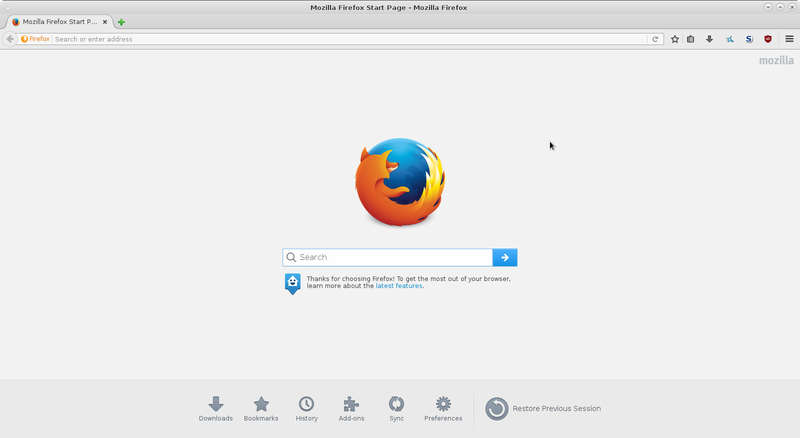 Mozilla Firefox Start Page - Mozilla Firefox
Mozilla Firefox Start P...
Firefox
Search or enter address
mozilla
Search
Thanks for choosing Firefox! To get the most out of your browser,
learn more about the latest features.
Downloads
Bookmarks
History
Add-ons
Sync
Preferences
Restore Previous Session